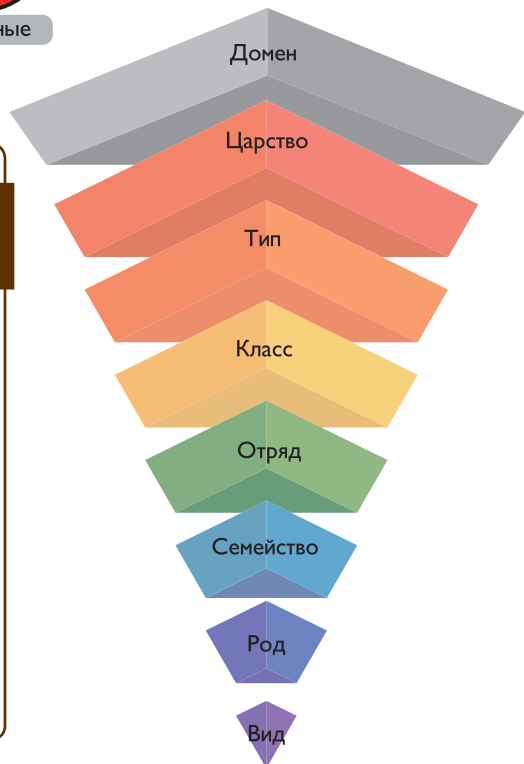 ные
Домен
Царство
Тип
Класс
Отряд
Семейство
Род
Вид